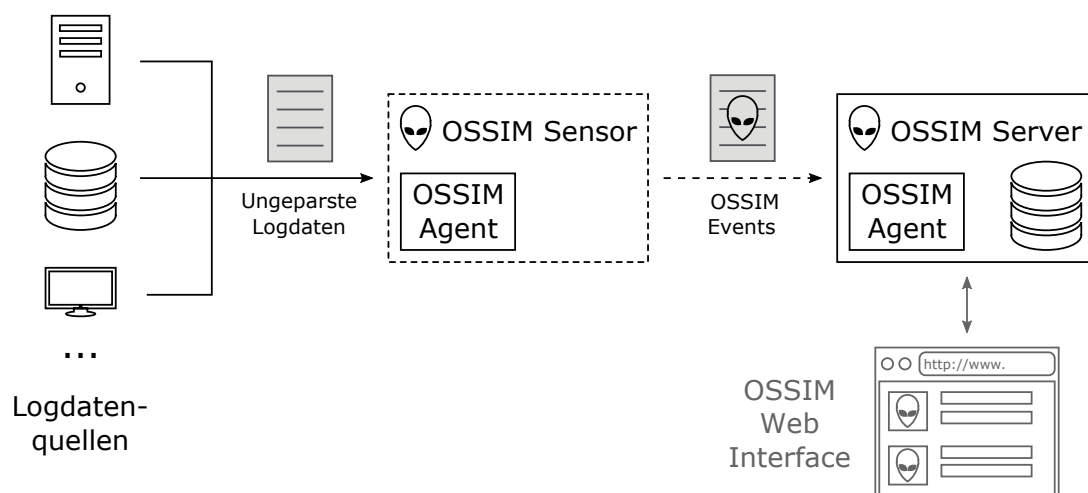 Ungeparste
Logdaten
OSSIM Sensor
OSSIM
Agent
OSSIM
Events
OSSIM Server
OSSIM
Agent
...
Logdaten-
quellen
OSSIM
Web
Interface
http://www.